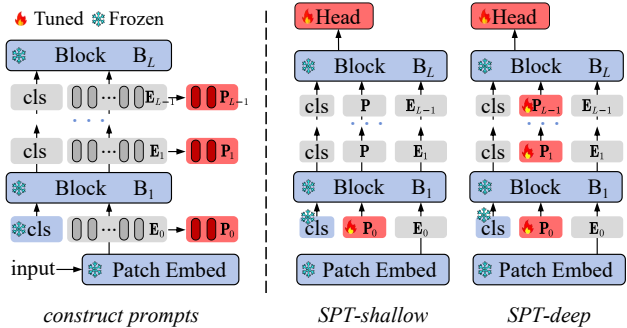 Tuned Frozen
Block B_L
cls ··· E_{L-1} P_{L-1}
···
cls ··· E_1 P_1
Block B_1
cls ··· E_0 P_0
input Patch Embed
construct prompts
Head
Block B_L
cls P E_{L-1}
···
cls P E_1
Block B_1
cls P_0 E_0
Patch Embed
SPT-shallow
Head
Block B_L
cls P_{L-1} E_{L-1}
···
cls P_1 E_1
Block B_1
cls P_0 E_0
Patch Embed
SPT-deep